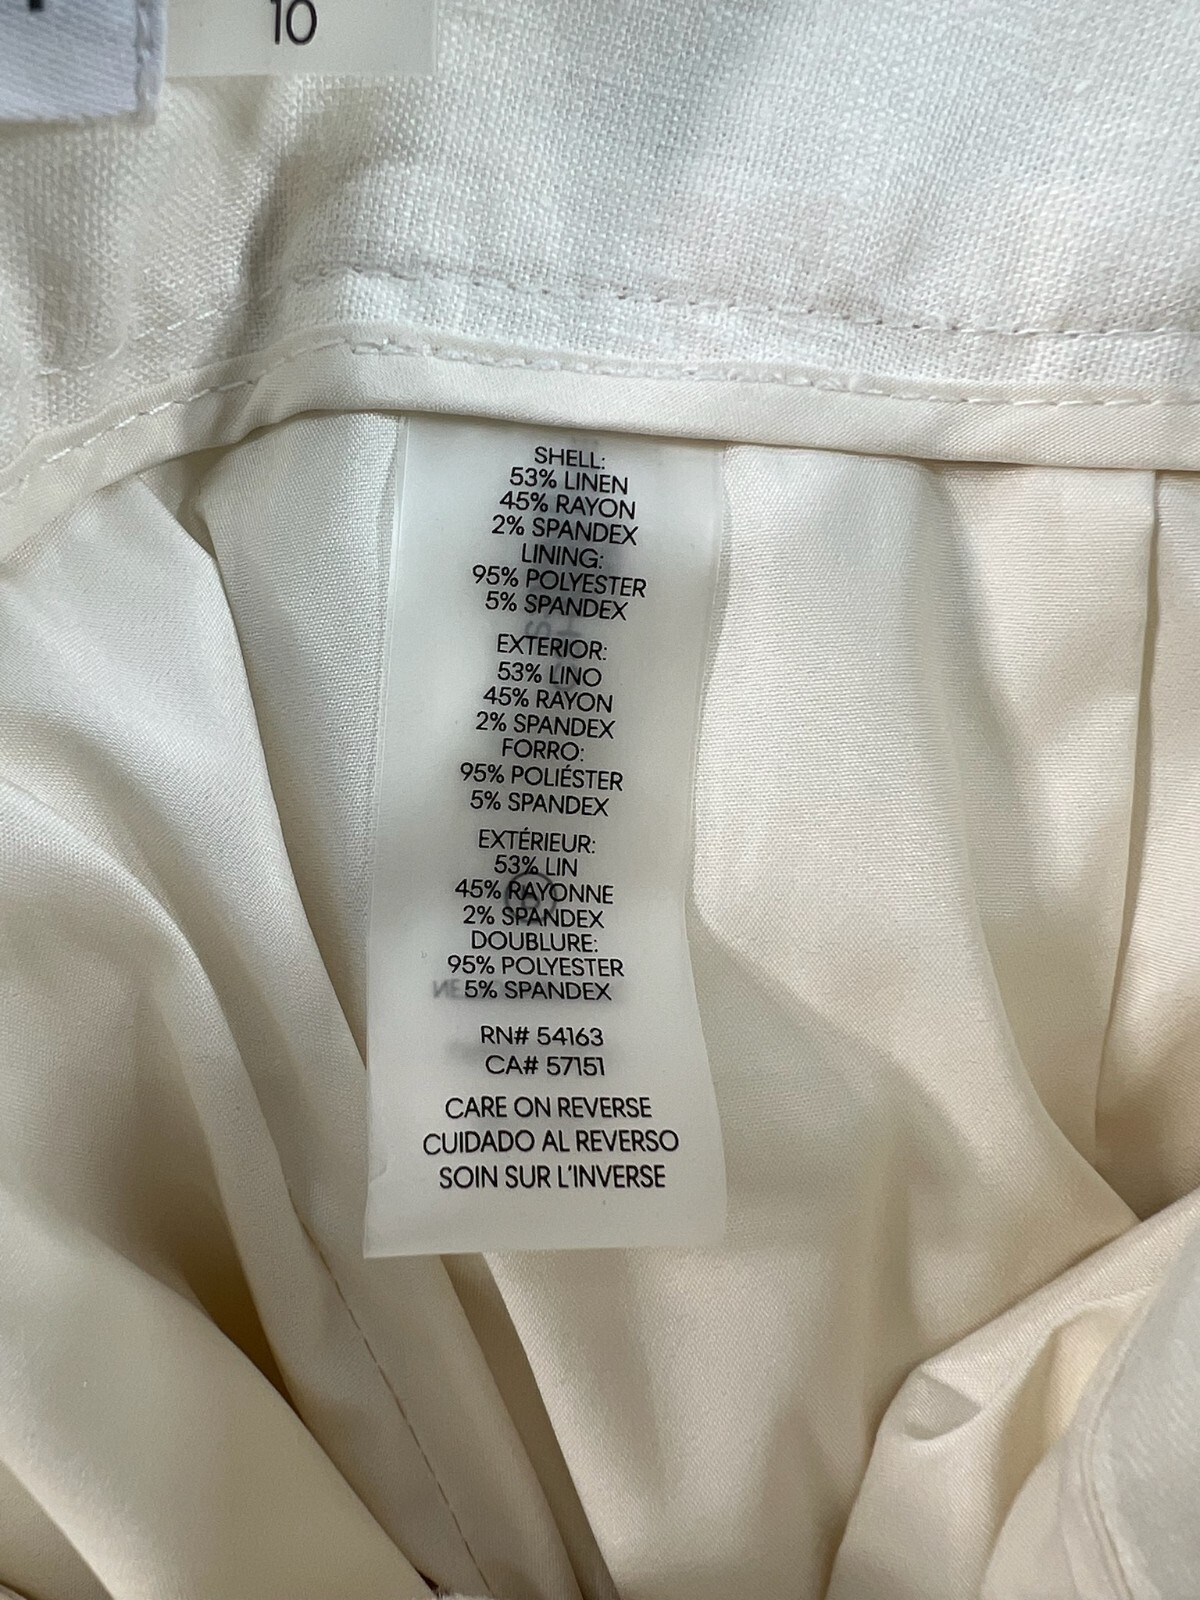 10
SHELL:
53% LINEN
45% RAYON
2% SPANDEX
LINING:
95% POLYESTER
5% SPANDEX
EXTERIOR:
53% LINO
45% RAYON
2% SPANDEX
FORRO:
95% POLIÉSTER
5% SPANDEX
EXTÉRIEUR:
53% LIN
45% RAYONNE
2% SPANDEX
DOUBLURE:
95% POLYESTER
5% SPANDEX
RN# 54163
CA# 57151
CARE ON REVERSE
CUIDADO AL REVERSO
SOIN SUR L'INVERSE